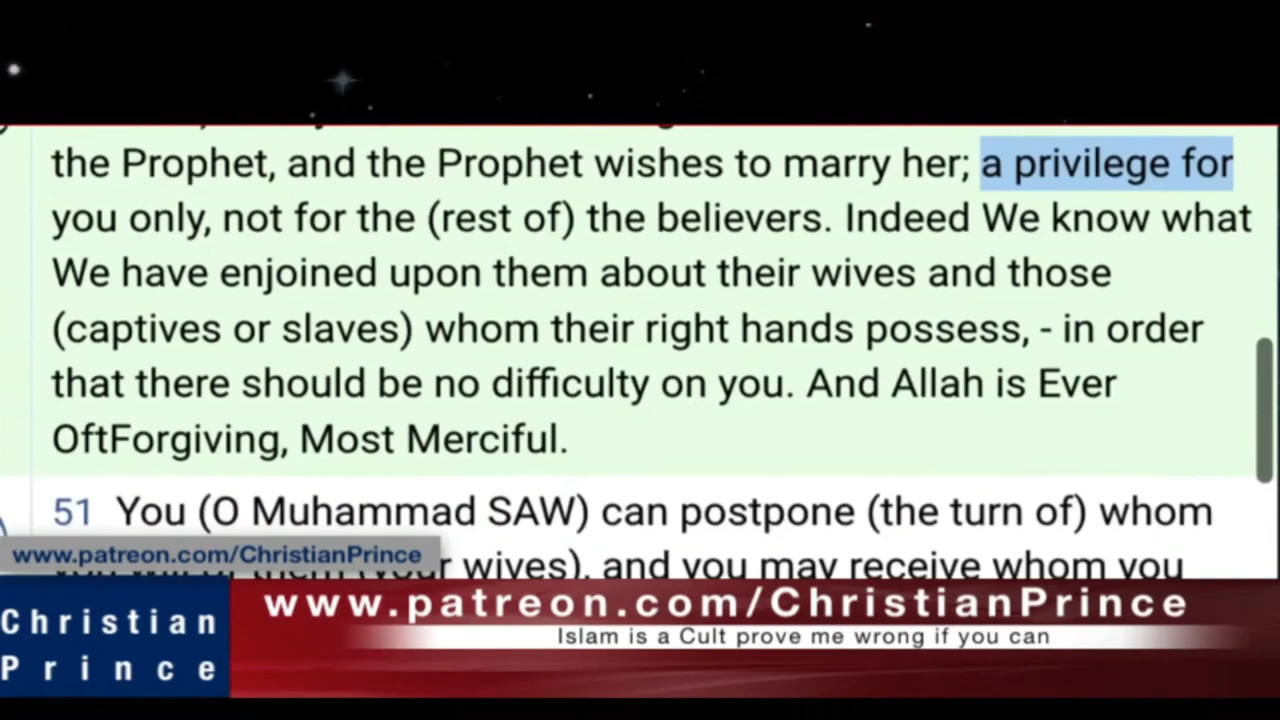 the Prophet, and the Prophet wishes to marry her; a privilege for
you only, not for the (rest of) the believers. Indeed We know what
We have enjoined upon them about their wives and those
(captives or slaves) whom their right hands possess, - in order
that there should be no difficulty on you. And Allah is Ever
OftForgiving, Most Merciful.
51 You (O Muhammad SAW) can postpone (the turn of) whom
you will of them (your wives), and you may receive whom you
www.patreon.com/ChristianPrince
Christian
Prince
www.patreon.com/ChristianPrince
Islam is a Cult prove me wrong if you can